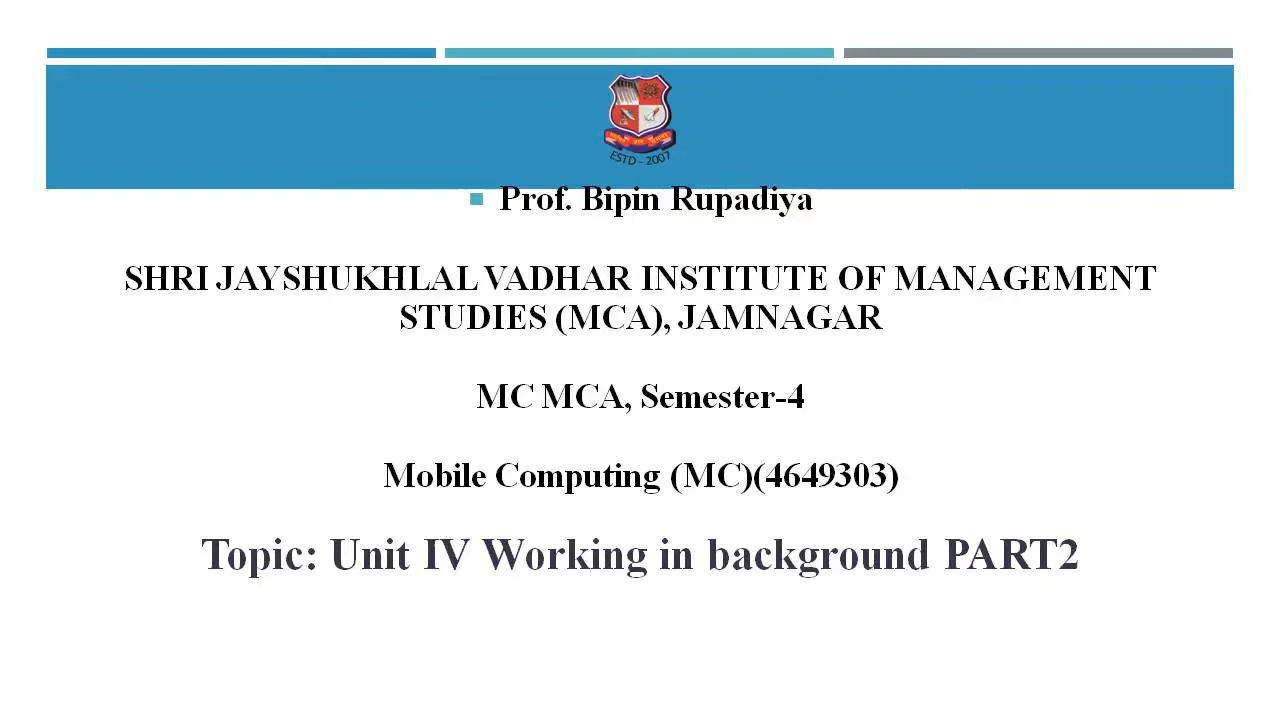 ESTD - 2007
Prof. Bipin Rupadiya
SHRI JAYSHUKHLAL VADHAR INSTITUTE OF MANAGEMENT
STUDIES (MCA), JAMNAGAR
MC MCA, Semester-4
Mobile Computing (MC)(4649303)
Topic: Unit IV Working in background PART2